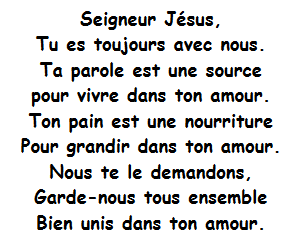 Seigneur Jésus,
Tu es toujours avec nous.
Ta parole est une source
pour vivre dans ton amour.
Ton pain est une nourriture
Pour grandir dans ton amour.
Nous te le demandons,
Garde-nous tous ensemble
Bien unis dans ton amour.